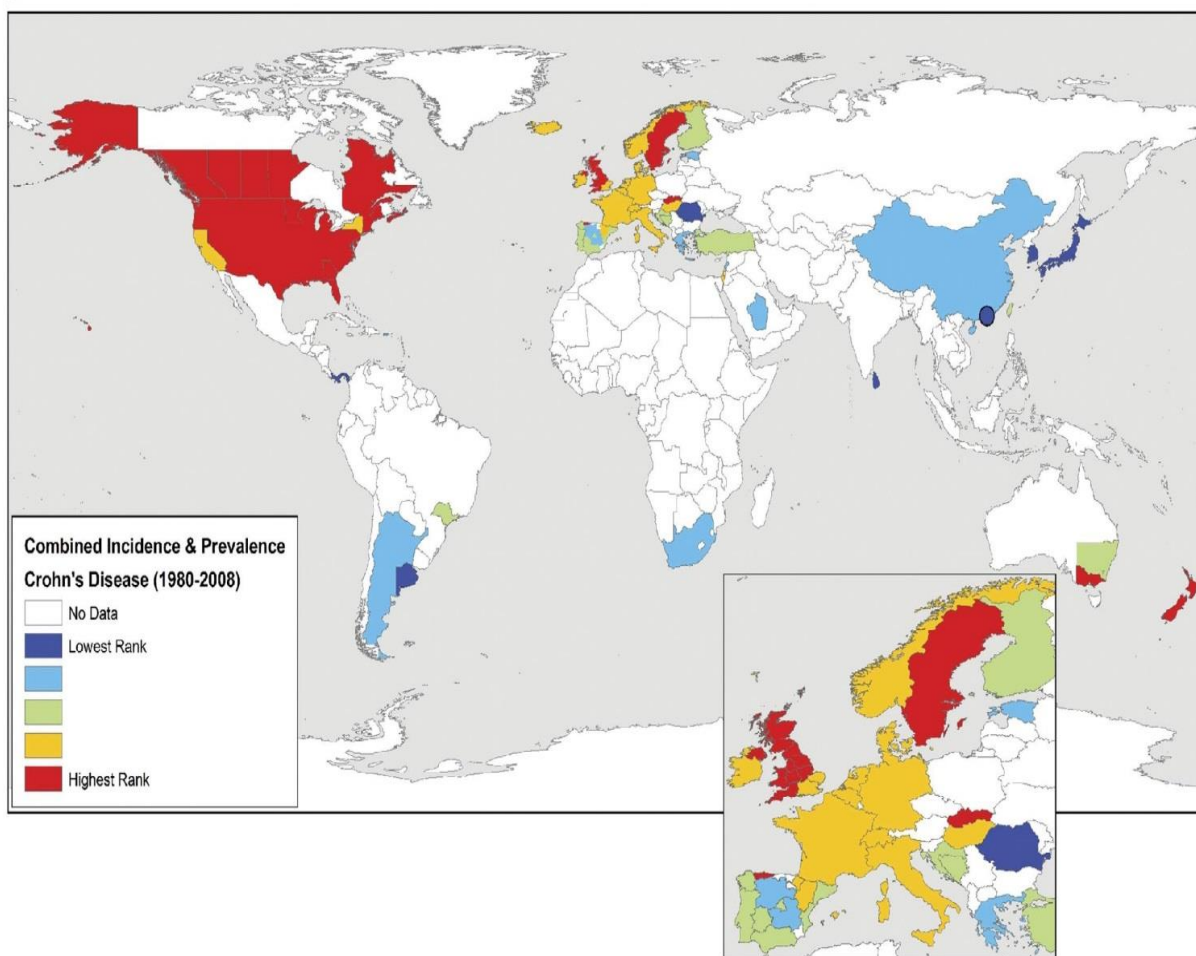 Combined Incidence & Prevalence
Crohn's Disease (1980-2008)
No Data
Lowest Rank
Highest Rank